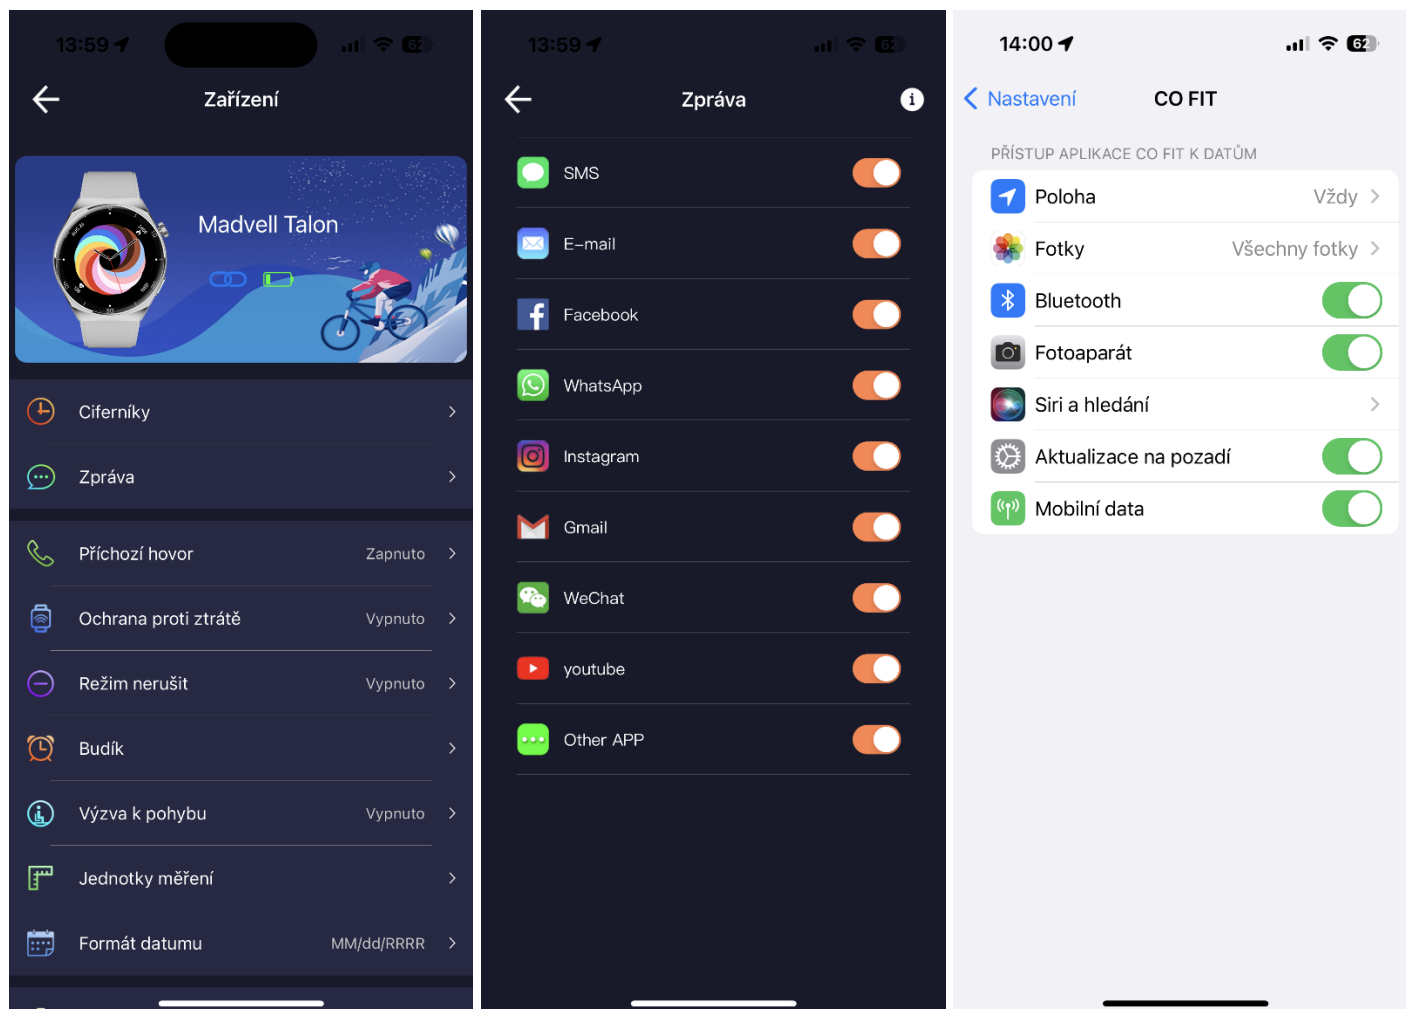 13:59
62
Zařízení
Madvell Talon
Ciferníky
Zpráva
Příchozí hovor Zapnuto
Ochrana proti ztrátě Vypnuto
Režim nerušit Vypnuto
Budík
Výzva k pohybu Vypnuto
Jednotky měření
Formát datumu MM/dd/RRRR
13:59
62
Zpráva
SMS
E-mail
Facebook
WhatsApp
Instagram
Gmail
WeChat
youtube
Other APP
14:00
62
Nastavení CO FIT
PŘÍSTUP APLIKACE CO FIT K DATŮM
Poloha Vždy
Fotky Všechny fotky
Bluetooth
Fotoaparát
Siri a hledání
Aktualizace na pozadí
Mobilní data